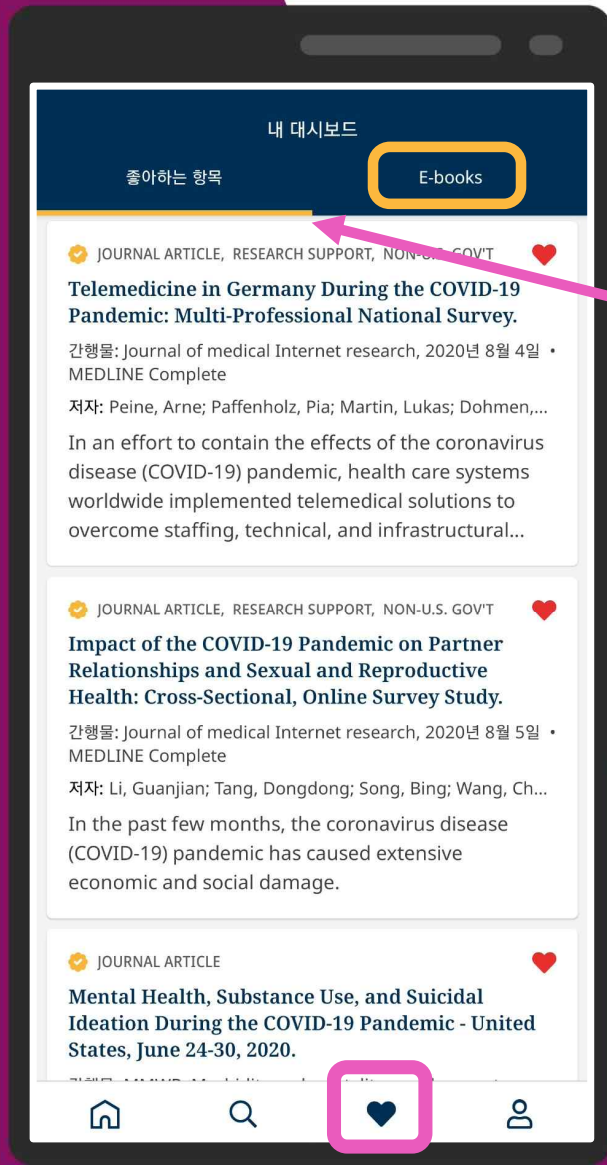 내 대시보드
좋아하는 항목
E-books
JOURNAL ARTICLE, RESEARCH SUPPORT, NON-U.S. GOV'T
Telemedicine in Germany During the COVID-19
Pandemic: Multi-Professional National Survey.
간행물: Journal of medical Internet research, 2020년 8월 4일 •
MEDLINE Complete
저자: Peine, Arne; Paffenholz, Pia; Martin, Lukas; Dohmen,...
In an effort to contain the effects of the coronavirus
disease (COVID-19) pandemic, health care systems
worldwide implemented telemedical solutions to
overcome staffing, technical, and infrastructural...
JOURNAL ARTICLE, RESEARCH SUPPORT, NON-U.S. GOV'T
Impact of the COVID-19 Pandemic on Partner
Relationships and Sexual and Reproductive
Health: Cross-Sectional, Online Survey Study.
간행물: Journal of medical Internet research, 2020년 8월 5일 •
MEDLINE Complete
저자: Li, Guanjian; Tang, Dongdong; Song, Bing; Wang, Ch...
In the past few months, the coronavirus disease
(COVID-19) pandemic has caused extensive
economic and social damage.
JOURNAL ARTICLE
Mental Health, Substance Use, and Suicidal
Ideation During the COVID-19 Pandemic - United
States, June 24-30, 2020.